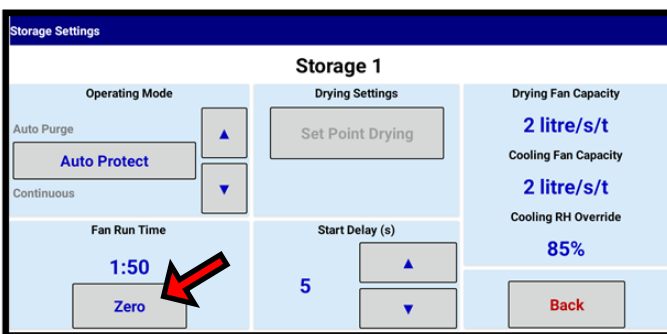 Storage Settings
Storage 1
Operating Mode
Auto Purge
Auto Protect
Continuous
▲
▼
Drying Settings
Set Point Drying
Drying Fan Capacity
2 litre/s/t
Cooling Fan Capacity
2 litre/s/t
Cooling RH Override
85%
Fan Run Time
1:50
Zero
Start Delay (s)
5
▲
▼
Back